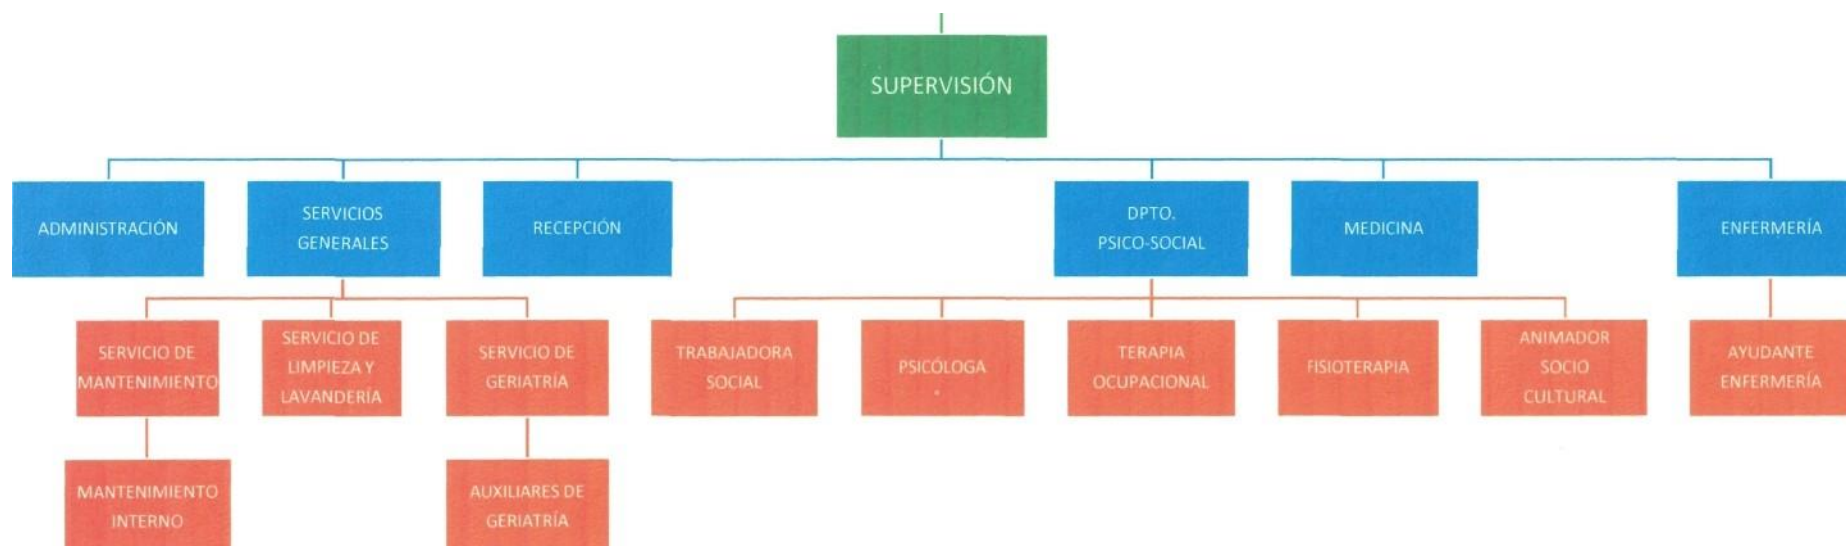 SUPERVISIÓN
ADMINISTRACIÓN
SERVICIOS
GENERALES
RECEPCIÓN
DPTO.
PSICO-SOCIAL
MEDICINA
ENFERMERÍA
SERVICIO DE
MANTENIMIENTO
SERVICIO DE
LIMPIEZA Y
LAVANDERÍA
SERVICIO DE
GERIATRÍA
TRABAJADORA
SOCIAL
PSICÓLOGA
TERAPIA
OCUPACIONAL
FISIOTERAPIA
ANIMADOR
SOCIO
CULTURAL
AYUDANTE
ENFERMERÍA
MANTENIMIENTO
INTERNO
AUXILIARES DE
GERIATRÍA